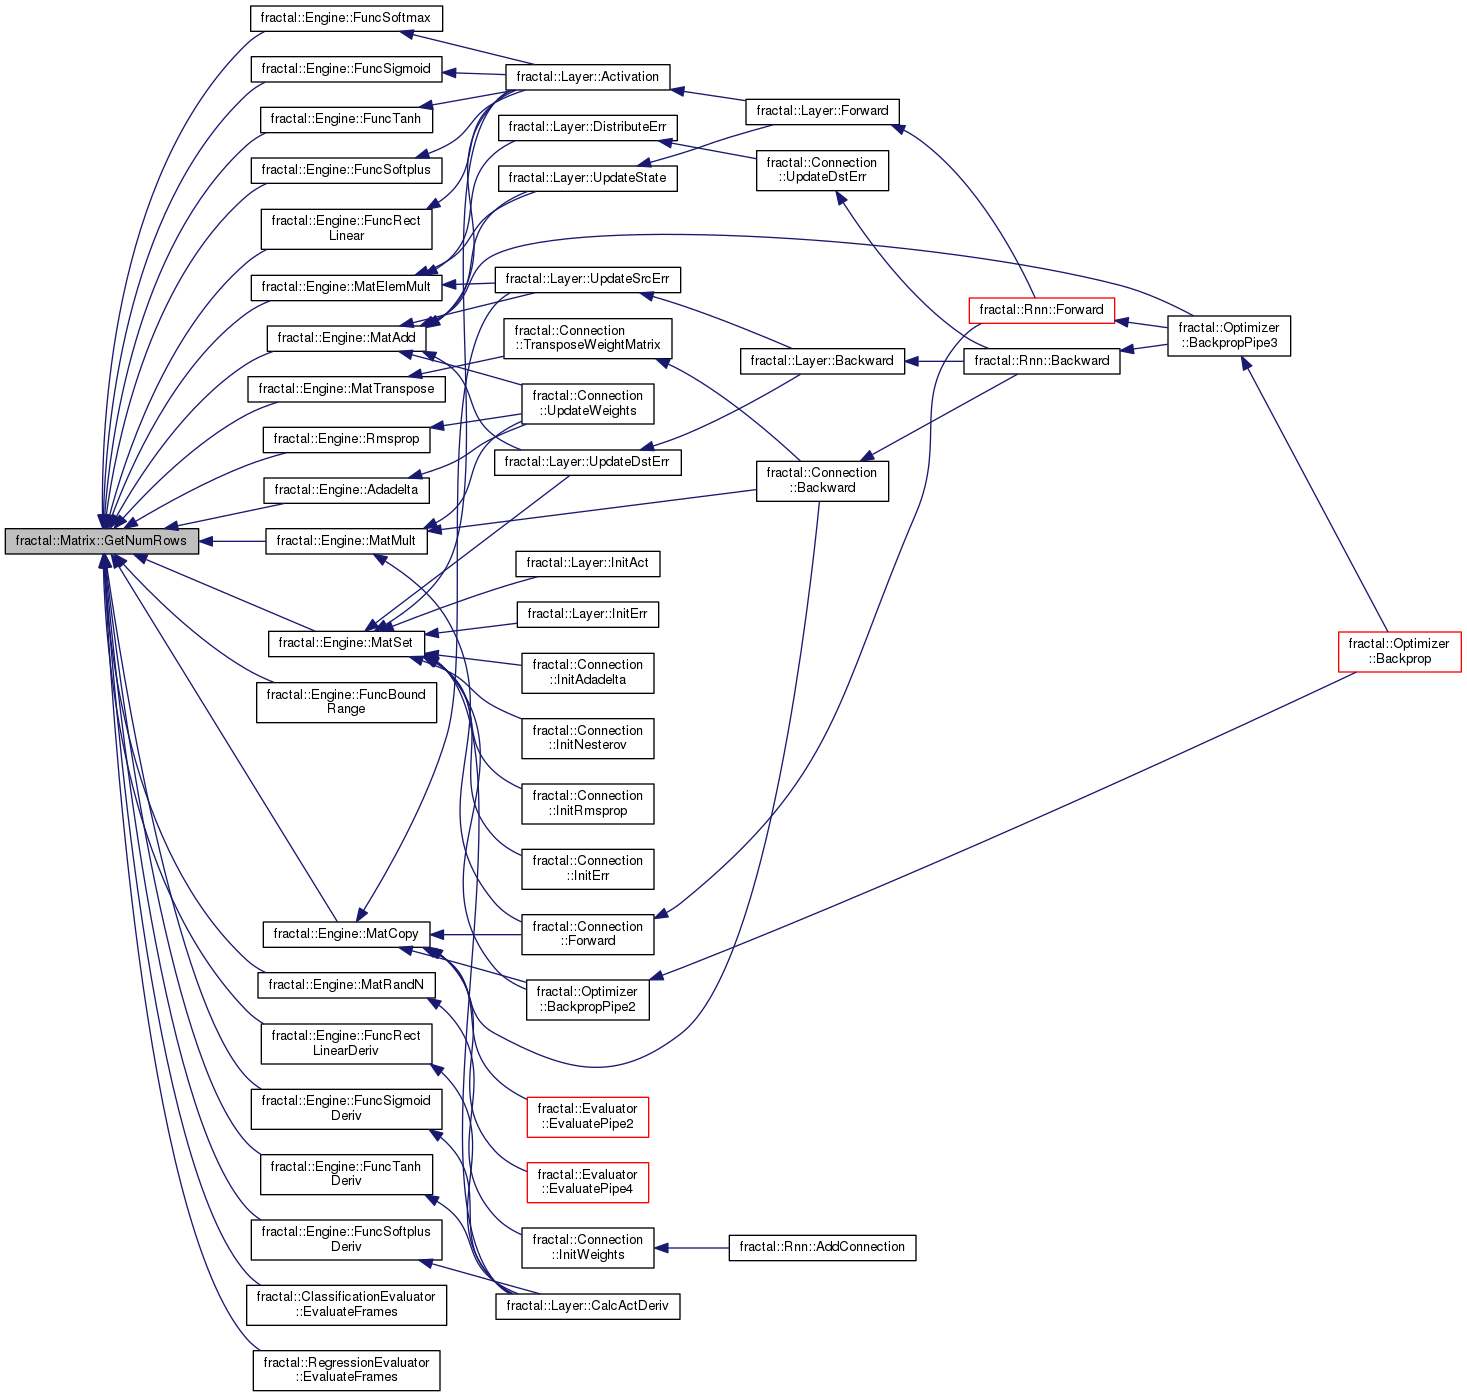 fractal::Matrix::GetNumRows
fractal::Engine::FuncSoftmax
fractal::Engine::FuncSigmoid
fractal::Engine::FuncTanh
fractal::Engine::FuncSoftplus
fractal::Engine::FuncRect
Linear
fractal::Engine::MatElemMult
fractal::Engine::MatAdd
fractal::Engine::MatTranspose
fractal::Engine::Rmsprop
fractal::Engine::Adadelta
fractal::Engine::MatMult
fractal::Engine::MatSet
fractal::Engine::FuncBound
Range
fractal::Engine::MatCopy
fractal::Engine::MatRandN
fractal::Engine::FuncRect
LinearDeriv
fractal::Engine::FuncSigmoid
Deriv
fractal::Engine::FuncTanh
Deriv
fractal::Engine::FuncSoftplus
Deriv
fractal::ClassificationEvaluator
::EvaluateFrames
fractal::RegressionEvaluator
::EvaluateFrames
fractal::Layer::Activation
fractal::Layer::DistributeErr
fractal::Layer::UpdateState
fractal::Layer::UpdateSrcErr
fractal::Connection
::TransposeWeightMatrix
fractal::Connection
::UpdateWeights
fractal::Layer::UpdateDstErr
fractal::Layer::InitAct
fractal::Layer::InitErr
fractal::Connection
::InitAdadelta
fractal::Connection
::InitNesterov
fractal::Connection
::InitRmsprop
fractal::Connection
::InitErr
fractal::Connection
::Forward
fractal::Optimizer
::BackpropPipe2
fractal::Evaluator
::EvaluatePipe2
fractal::Evaluator
::EvaluatePipe4
fractal::Connection
::InitWeights
fractal::Layer::CalcActDeriv
fractal::Layer::Forward
fractal::Connection
::UpdateDstErr
fractal::Layer::Backward
fractal::Connection
::Backward
fractal::Rnn::AddConnection
fractal::Rnn::Forward
fractal::Rnn::Backward
fractal::Optimizer
::BackpropPipe3
fractal::Optimizer
::Backprop